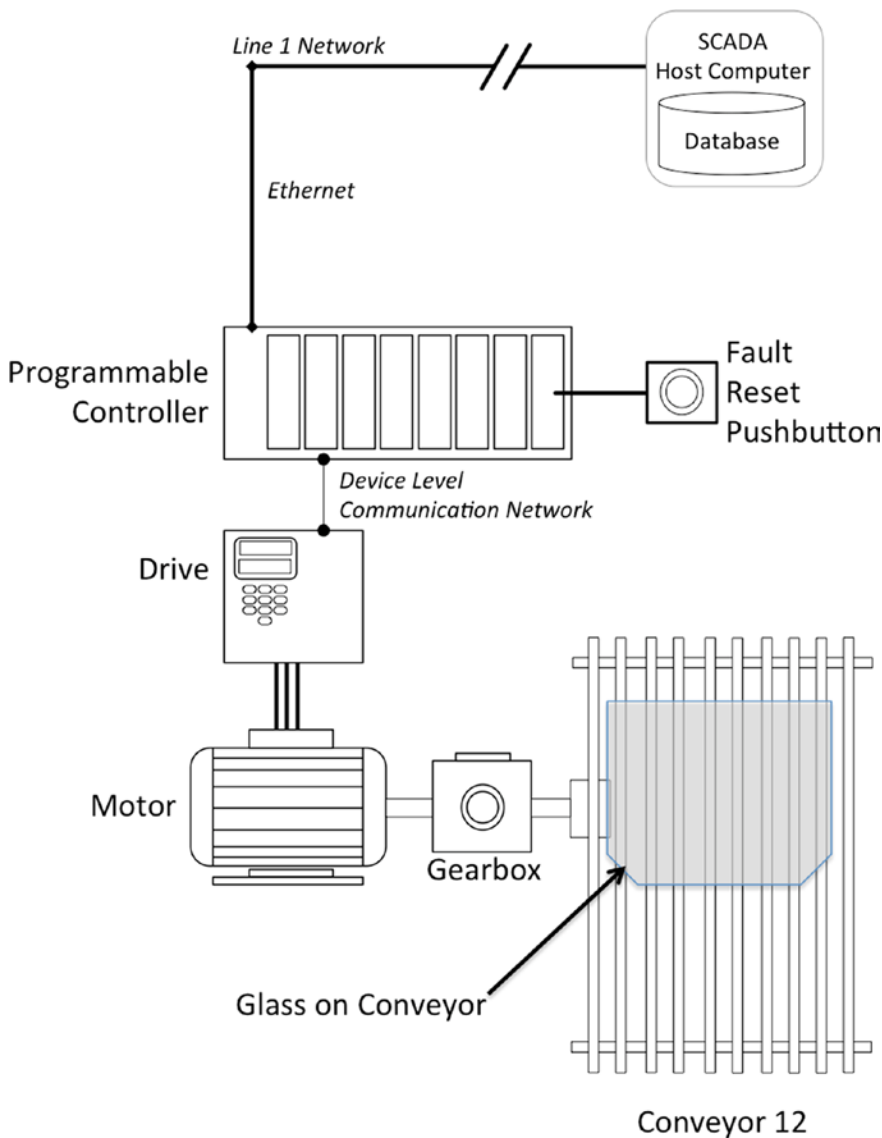 Line 1 Network
SCADA
Host Computer
Database
Ethernet
Programmable
Controller
Fault
Reset
Pushbutton
Device Level
Communication Network
Drive
Motor
Gearbox
Glass on Conveyor
Conveyor 12